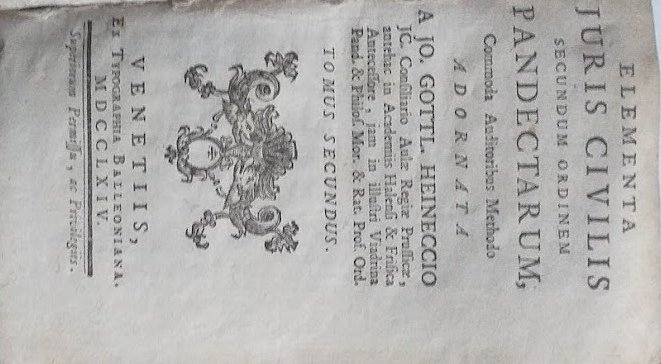 ELEMENTA
JURIS CIVILIS
SECUNDUM ORDINEM
PANDECTARUM,
Commoda Auditoribus Methodo
ADORNATA
A JO. GOTTL. HEINECCIO
JC. Consiliario Aulæ Regiæ Prussicæ,
antehac in Academiis Halensi & Frisica
Antecessore, jam in illustri Viadrina
Pand. & Philos. Mor. & Rat. Prof. Ord.
TOMUS SECUNDUS.
VENETIIS,
EX TYPOGRAPHIA BALLEONIANA.
MDCCLXIV.
Superiorum Permissu, ac Privilegiis.